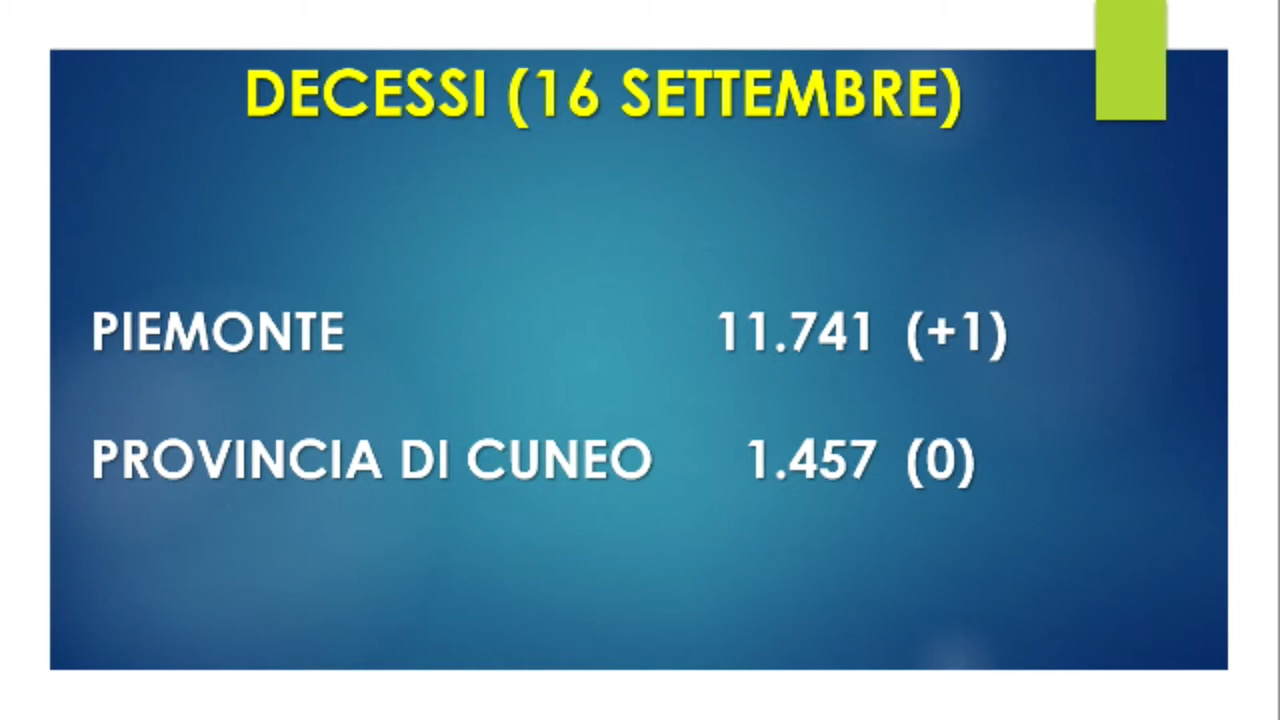 DECESSI (16 SETTEMBRE)
PIEMONTE 11.741 (+1)
PROVINCIA DI CUNEO 1.457 (0)